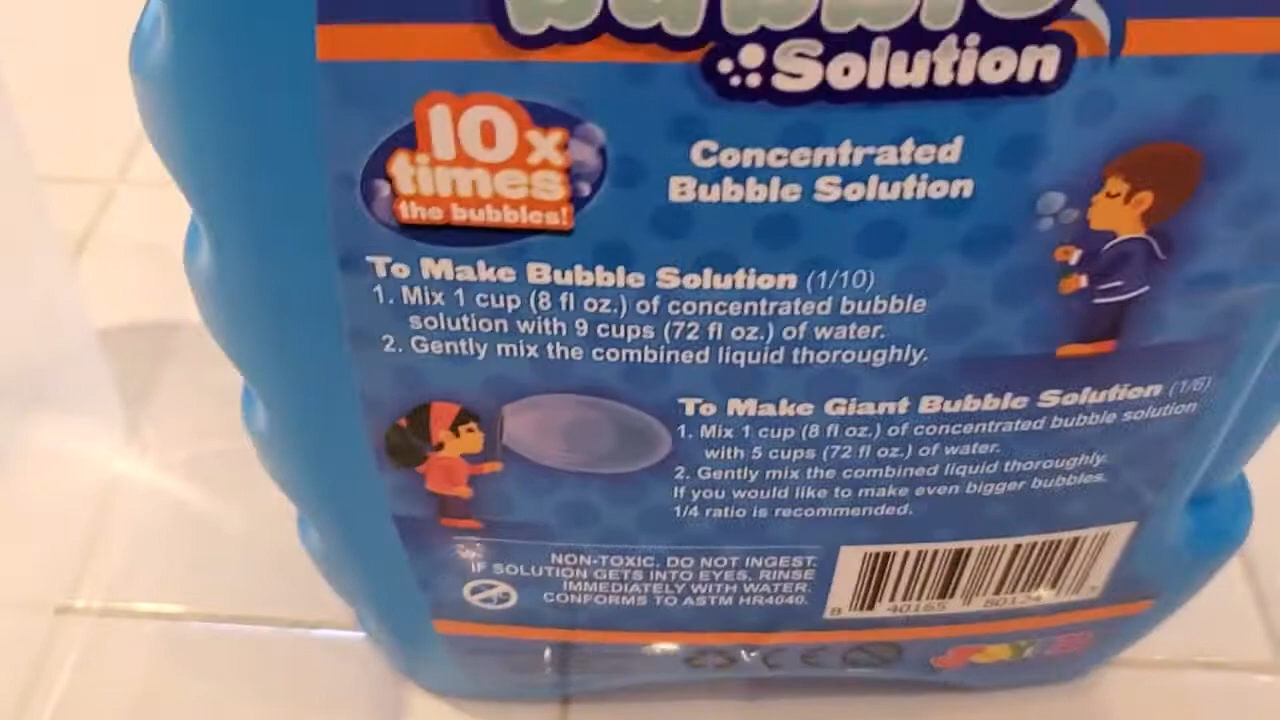 bubble
Solution
10x
times
the bubbles!
Concentrated
Bubble Solution
To Make Bubble Solution (1/10)
1. Mix 1 cup (8 fl oz.) of concentrated bubble
solution with 9 cups (72 fl oz.) of water.
2. Gently mix the combined liquid thoroughly.
To Make Giant Bubble Solution (1/6)
1. Mix 1 cup (8 fl oz.) of concentrated bubble solution
with 5 cups (72 fl oz.) of water.
2. Gently mix the combined liquid thoroughly.
If you would like to make even bigger bubbles,
1/4 ratio is recommended.
NON-TOXIC. DO NOT INGEST.
IF SOLUTION GETS INTO EYES, RINSE
IMMEDIATELY WITH WATER.
CONFORMS TO ASTM HR4040.
8 40165
CE